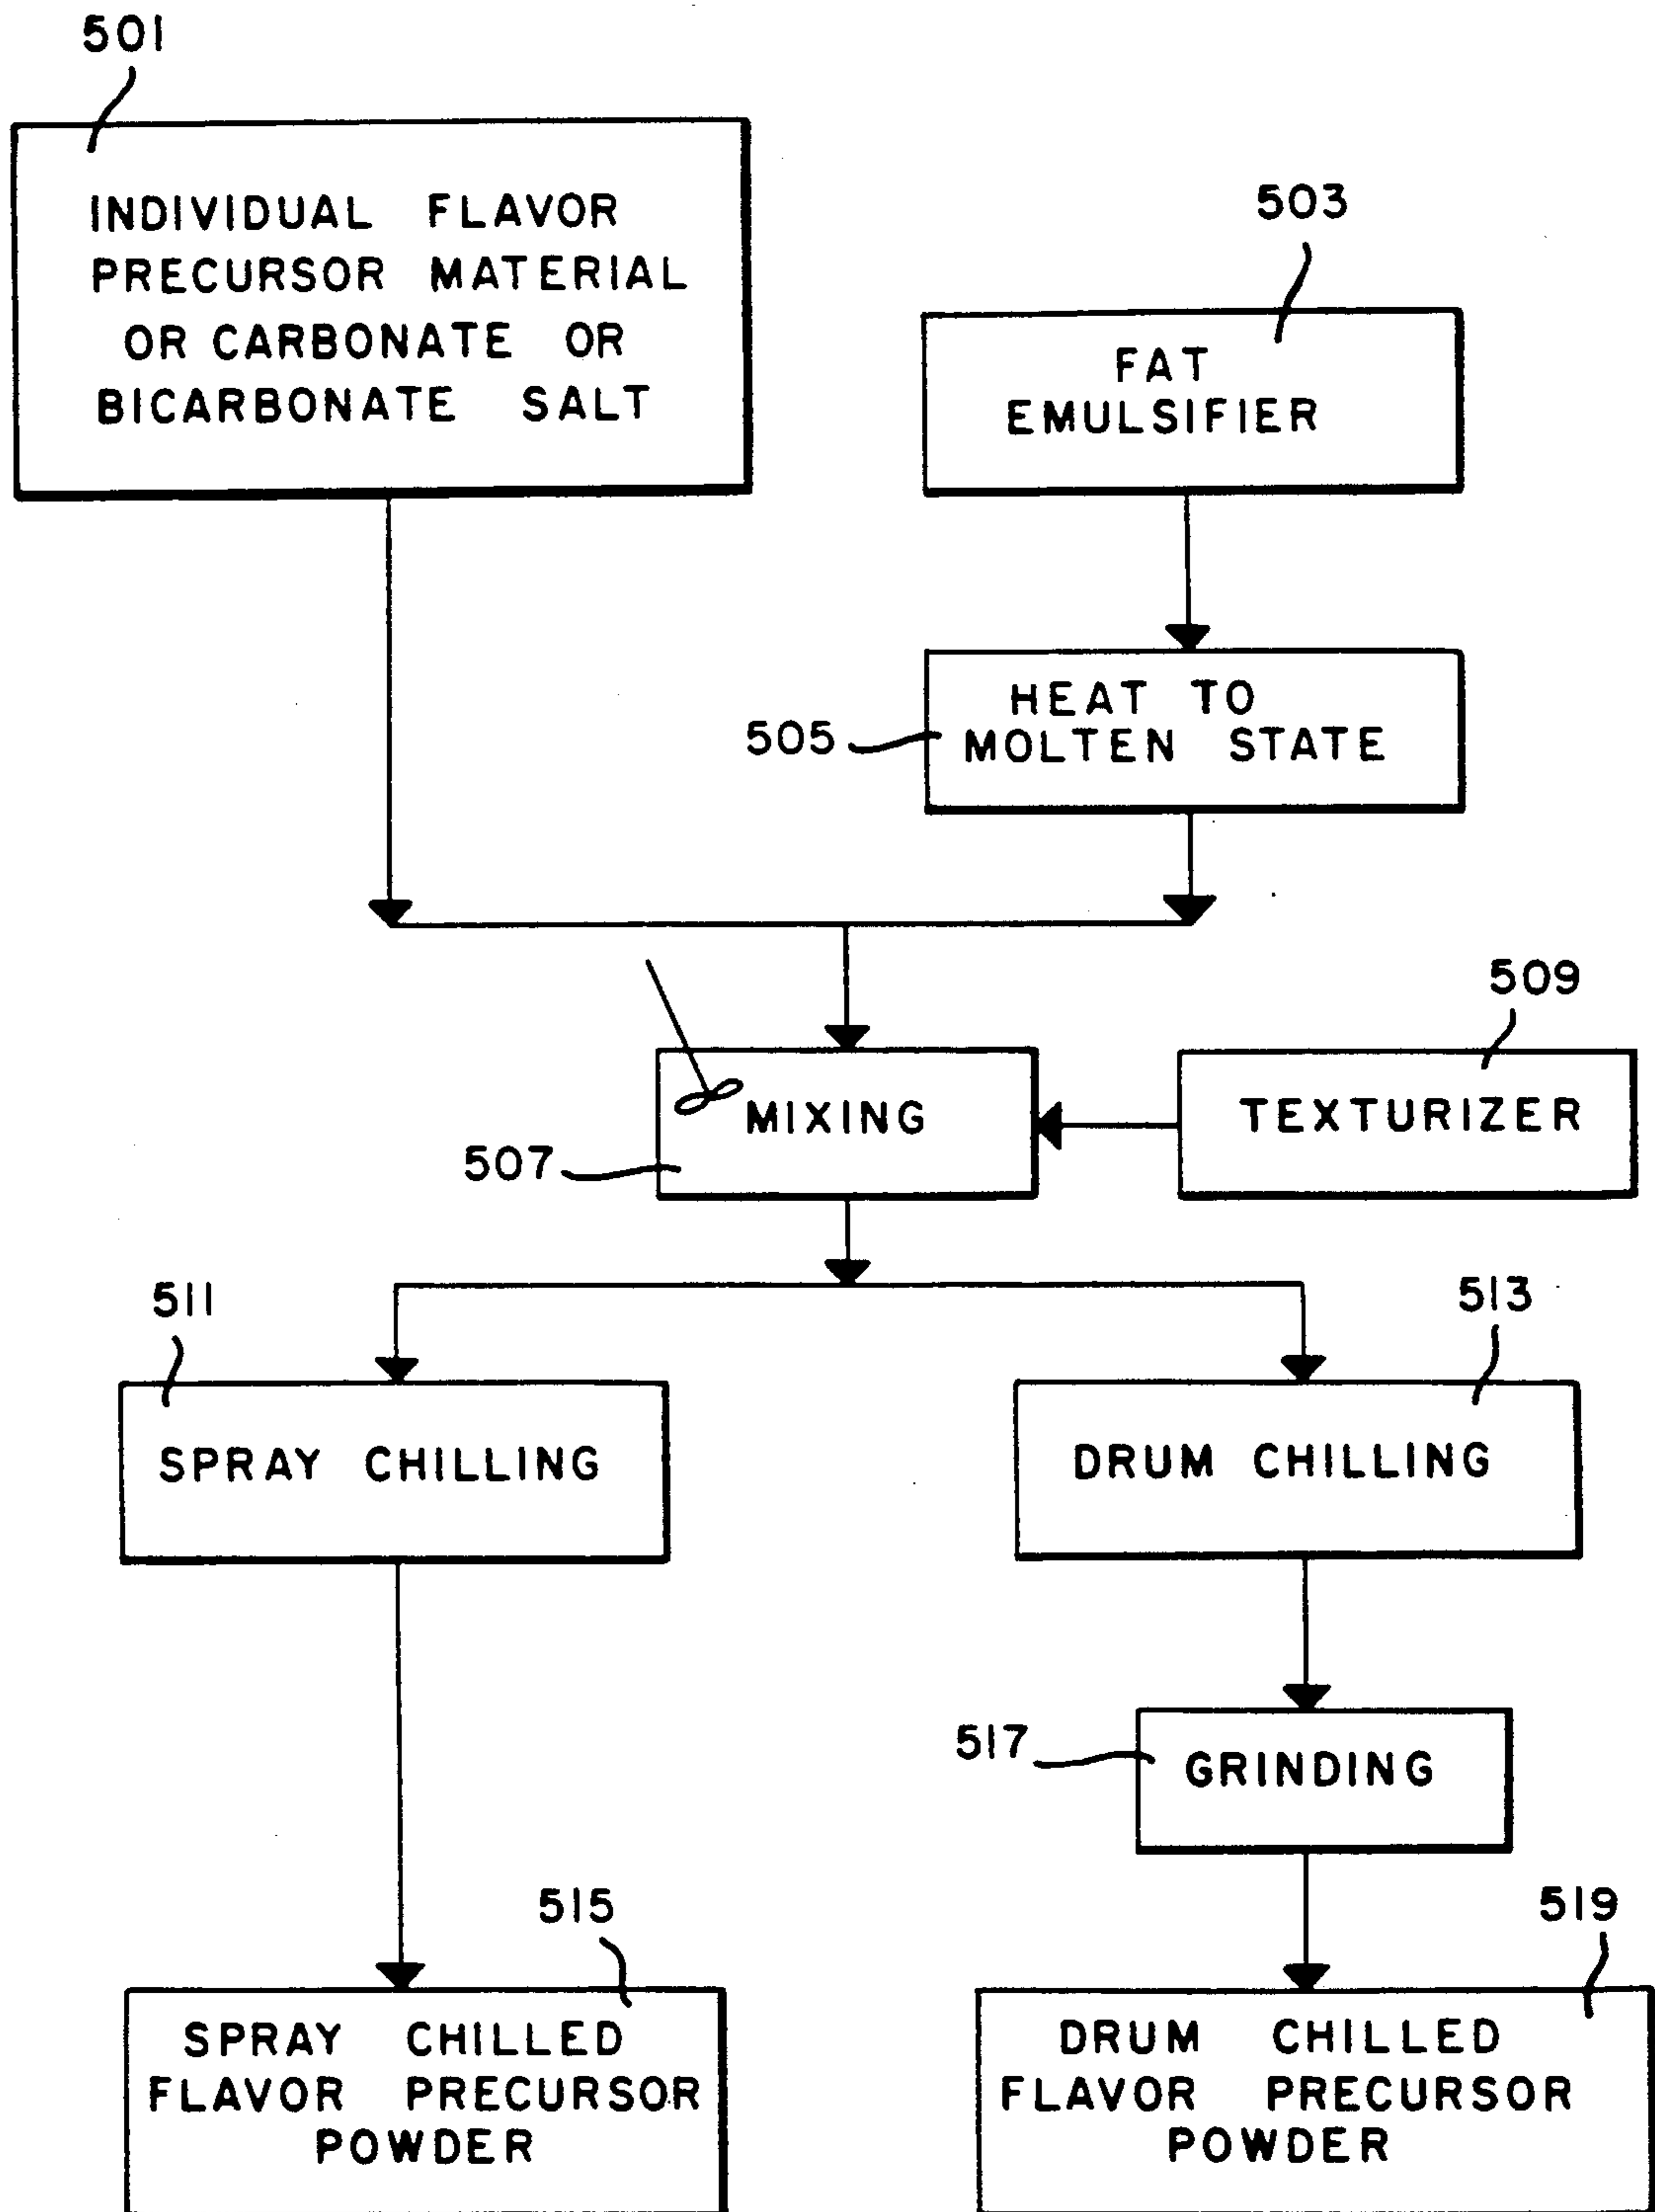 501
INDIVIDUAL FLAVOR
PRECURSOR MATERIAL
OR CARBONATE OR
BICARBONATE SALT
503
FAT
EMULSIFIER
505
HEAT TO
MOLTEN STATE
507
MIXING
509
TEXTURIZER
511
SPRAY CHILLING
513
DRUM CHILLING
517
GRINDING
515
SPRAY CHILLED
FLAVOR PRECURSOR
POWDER
519
DRUM CHILLED
FLAVOR PRECURSOR
POWDER